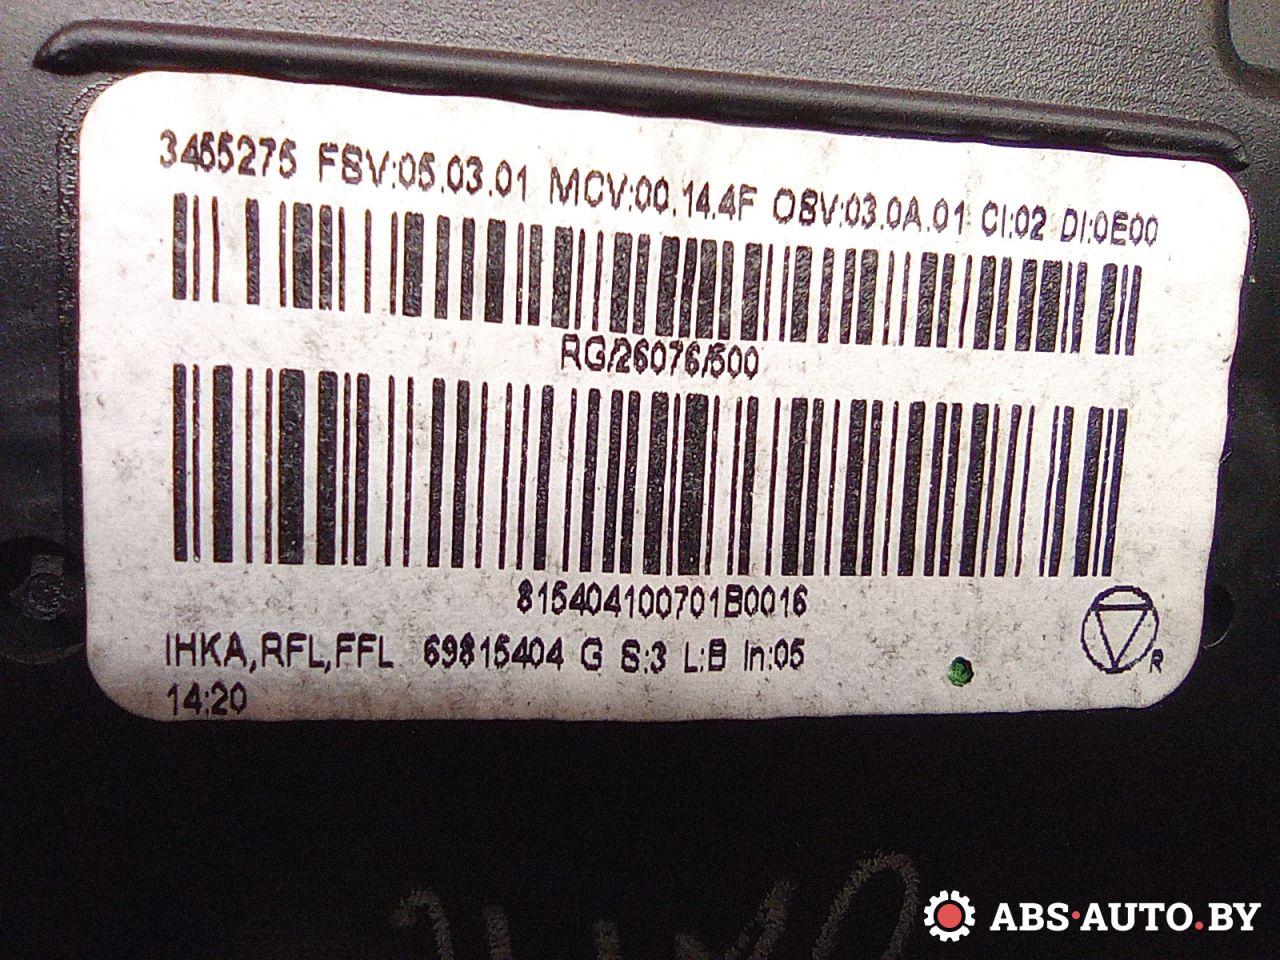 3455275 FSV:05.03.01 MCV:00.14.4F OSV:03.0A.01 CI:02 DI:0E00
RG/26076/500
815404100701B0016
IHKA,RFL,FFL 69815404 G S:3 L:B In:05
14:20
R
ABS·AUTO.BY